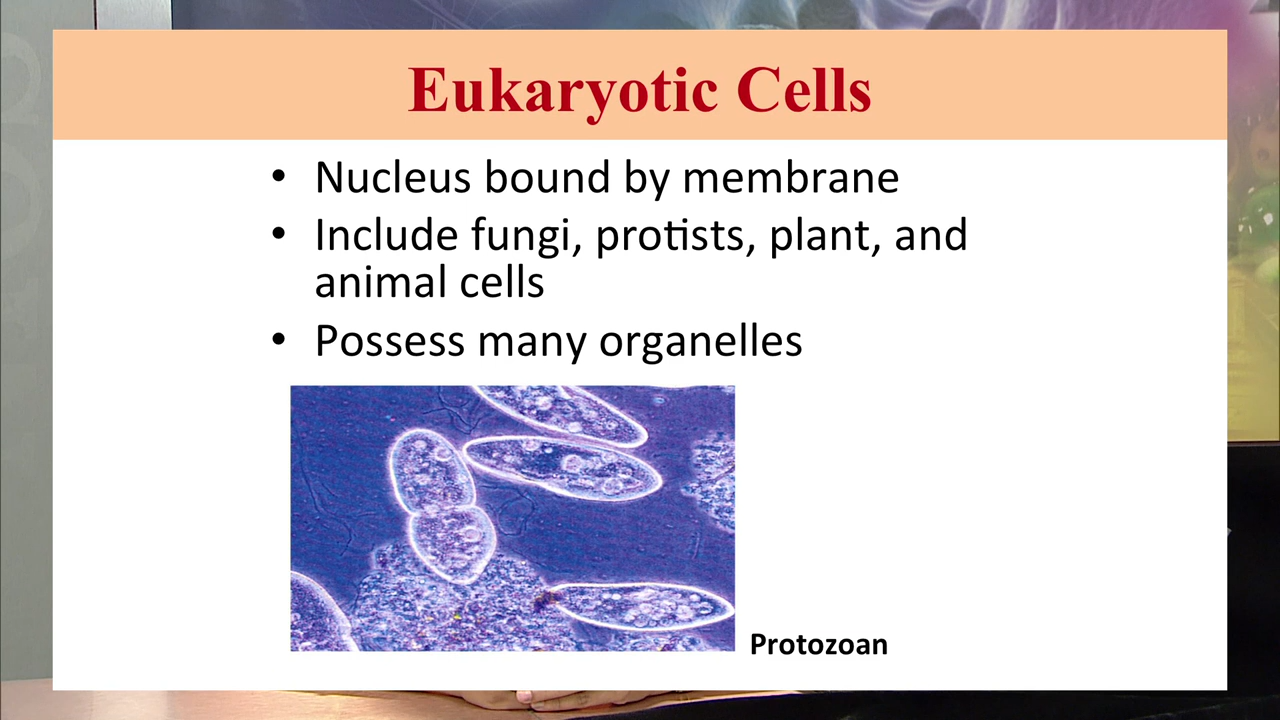 Eukaryotic Cells
• Nucleus bound by membrane
• Include fungi, protists, plant, and
animal cells
• Possess many organelles
Protozoan